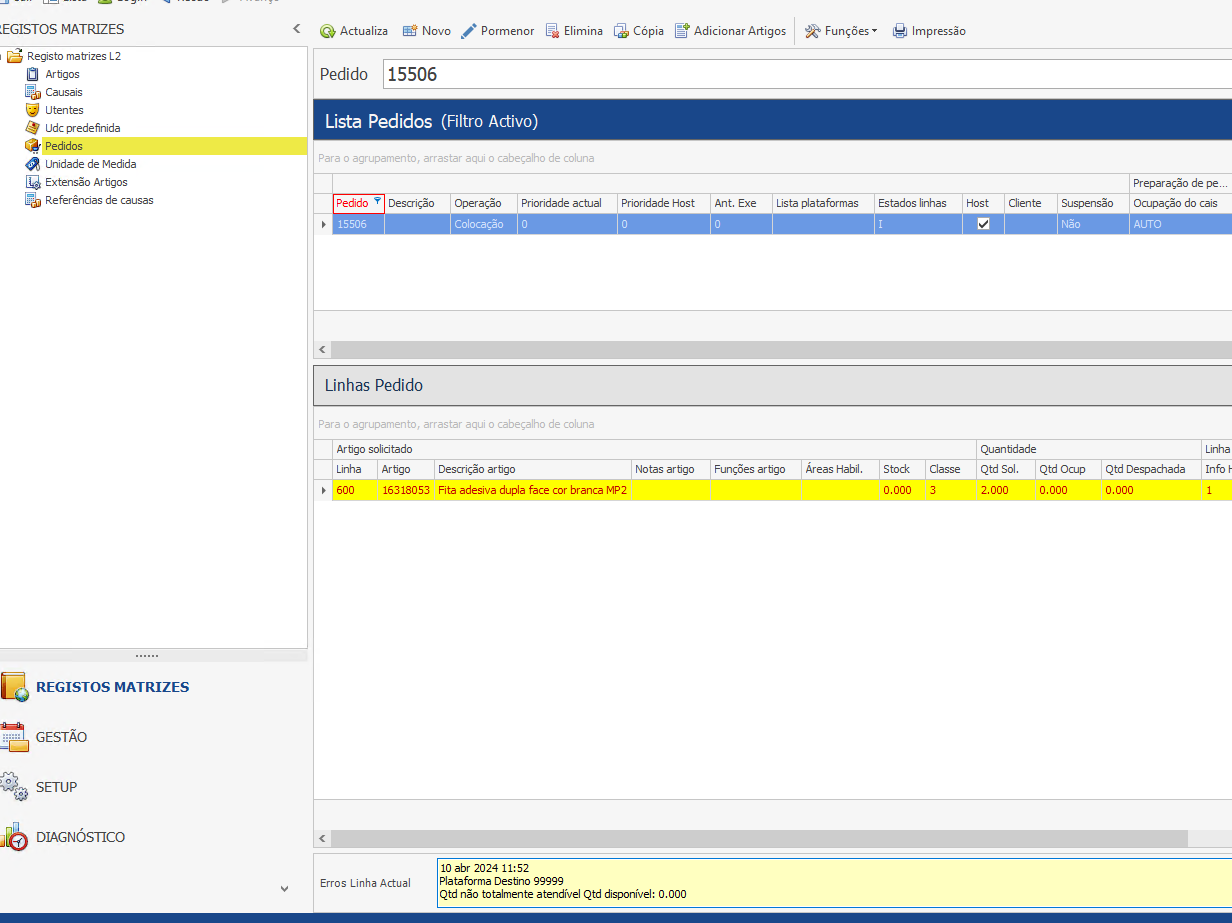 REGISTOS MATRIZES
Registo matrizes L2
Artigos
Causais
Utentes
Udc predefinida
Pedidos
Unidade de Medida
Extensão Artigos
Referências de causas
REGISTOS MATRIZES
GESTÃO
SETUP
DIAGNÓSTICO
Actualiza Novo Pormenor Elimina Cópia Adicionar Artigos Funções Impressão
Pedido 15506
Lista Pedidos (Filtro Activo)
Para o agrupamento, arrastar aqui o cabeçalho de coluna
Preparação de pe...
Pedido Descrição Operação Prioridade actual Prioridade Host Ant. Exe Lista plataformas Estados linhas Host Cliente Suspensão Ocupação do cais
15506 Colocação 0 0 0 I Não AUTO
Linhas Pedido
Para o agrupamento, arrastar aqui o cabeçalho de coluna
Artigo solicitado Quantidade Linha
Linha Artigo Descrição artigo Notas artigo Funções artigo Áreas Habil. Stock Classe Qtd Sol. Qtd Ocup Qtd Despachada Info
600 16318053 Fita adesiva dupla face cor branca MP2 0.000 3 2.000 0.000 0.000 1
Erros Linha Actual
10 abr 2024 11:52
Plataforma Destino 99999
Qtd não totalmente atendível Qtd disponível: 0.000